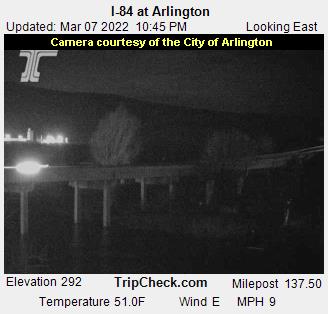 I-84 at Arlington
Updated: Mar 07 2022 10:45 PM Looking East
Camera courtesy of the City of Arlington
Elevation 292 TripCheck.com Milepost 137.50
Temperature 51.0F Wind E MPH 9